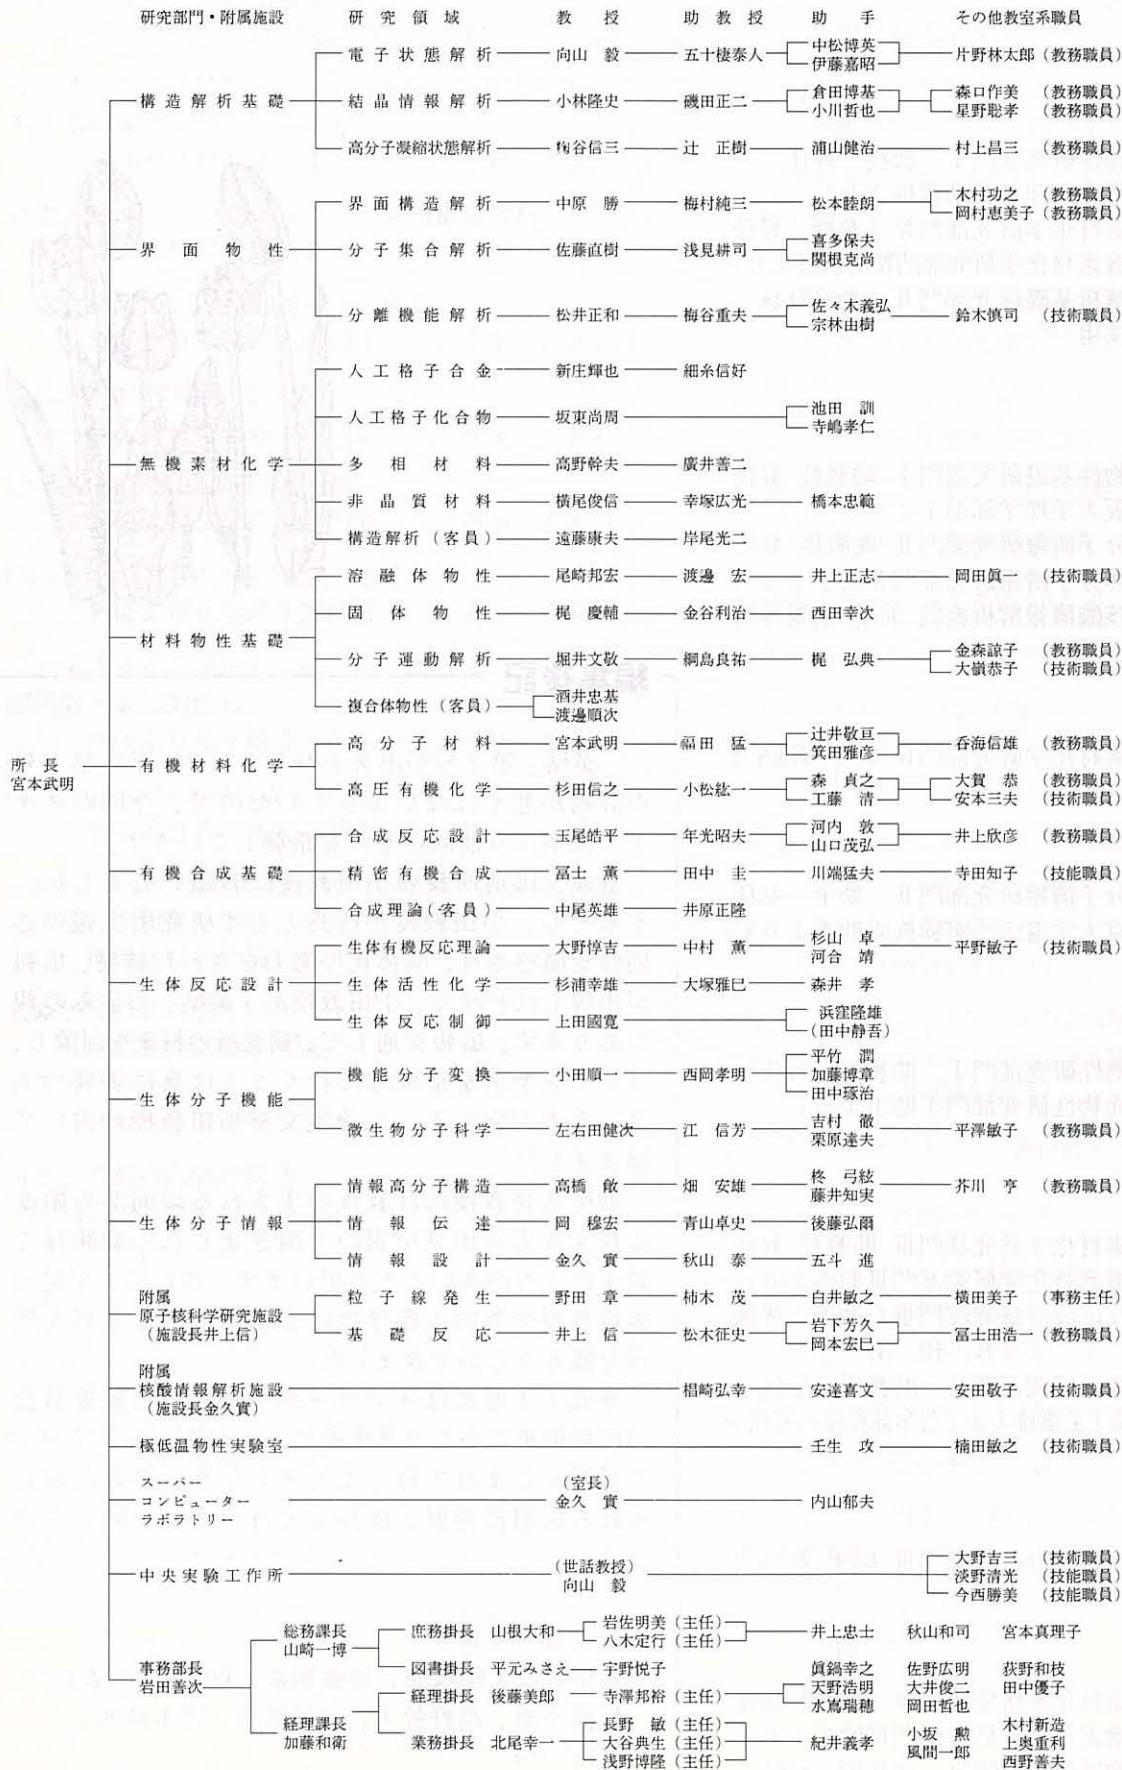 研究部門・附属施設 研究領域 教授 助教授 助手 その他教室系職員
中松博英
電子状態解析 向山毅 五十棲泰人 片野林太郎(教務職員)
伊藤嘉昭
倉田博基 森口作美(教務職員)
構造解析基礎 結晶情報解析 小林隆史 磯田正二
小川哲也 星野聡孝(教務職員)
高分子凝縮状態解析 梅谷信三 辻正樹 浦山健治 村上昌三(教務職員)
木村功之(教務職員)
界面構造解析 中原勝 梅村純三 松本睦朗
岡村恵美子(教務職員)
喜多保夫
界面物性 分子集合解析 佐藤直樹 浅見耕司
関根克尚
佐々木義弘
分離機能解析 松井正和 梅谷重夫 鈴木慎司(技術職員)
宗林由樹
人工格子合金 新庄輝也 細糸信好
池田訓
人工格子化合物 坂東尚周
寺嶋孝仁
無機素材化学 多相材料 高野幹夫 廣井善二
非晶質材料 横尾俊信 幸塚広光 橋本忠範
構造解析(客員) 遠藤康夫 岸尾光二
溶融体物性 尾崎邦宏 渡邊宏 井上正志 岡田眞一(技術職員)
固体物性 梶慶輔 金谷利治 西田幸次
材料物性基礎
金森諒子(教務職員)
分子運動解析 堀井文敬 綱島良祐 梶弘典
大嶺恭子(技術職員)
酒井忠基
複合体物性(客員)
渡邊順次
辻井敬亘
高分子材料 宮本武明 福田猛 呑海信雄(教務職員)
箕田雅彦
所長 有機材料化学
宮本武明
森貞之 大賀恭(教務職員)
高圧有機化学 杉田信之 小松紘一
工藤清 安本三夫(技術職員)
河内敦
合成反応設計 玉尾皓平 年光昭夫 井上欣彦(教務職員)
山口茂弘
有機合成基礎 精密有機合成 冨士薫 田中圭 川端猛夫 寺田知子(技能職員)
合成理論(客員) 中尾英雄 井原正隆
杉山卓
生体有機反応理論 大野惇吉 中村薫 平野敏子(技術職員)
河合靖
生体反応設計 生体活性化学 杉浦幸雄 大塚雅巳 森井孝
浜窪隆雄
生体反応制御 上田國寛
(田中静吾)
平竹潤
機能分子変換 小田順一 西岡孝明 加藤博章
田中琢治
生体分子機能
吉村徹
微生物分子科学 左右田健次 江信芳 平澤敏子(教務職員)
栗原達夫
柊弓絃
情報高分子構造 高橋敏 畑安雄 芥川亨(教務職員)
藤井知実
生体分子情報 情報伝達 岡穆宏 青山卓史 後藤弘爾
情報設計 金久實 秋山泰 五斗進
附属
原子核科学研究施設
(施設長井上信)
粒子線発生 野田章 柿木茂 白井敏之 横田美子(事務主任)
岩下芳久
基礎反応 井上信 松木征史 冨士田浩一(教務職員)
岡本宏巳
附属
核酸情報解析施設 椙崎弘幸 安達喜文 安田敬子(技術職員)
(施設長金久實)
極低温物性実験室 壬生攻 楠田敏之(技術職員)
スーパー (室長)
コンピューター 金久實 内山郁夫
ラボラトリー
大野吉三(技術職員)
(世話教授)
中央実験工作所 淡野清光(技能職員)
向山毅
今西勝美(技能職員)
岩佐明美(主任)
総務課長 庶務掛長 山根大和 井上忠士 秋山和司 宮本真理子
山崎一博 八木定行(主任)
事務部長 図書掛長 平元みさえ 宇野悦子 眞鍋幸之 佐野広明 荻野和枝
岩田善次
天野浩明 大井俊二 田中優子
経理掛長 後藤美郎 寺澤邦裕(主任)
水嶌瑞穂 岡田哲也
経理課長
加藤和衛
長野敏(主任) 木村新造
業務掛長 北尾幸一 大谷典生(主任) 紀井義孝 小坂勲 上奥重利
浅野博隆(主任) 風間一郎 西野善夫